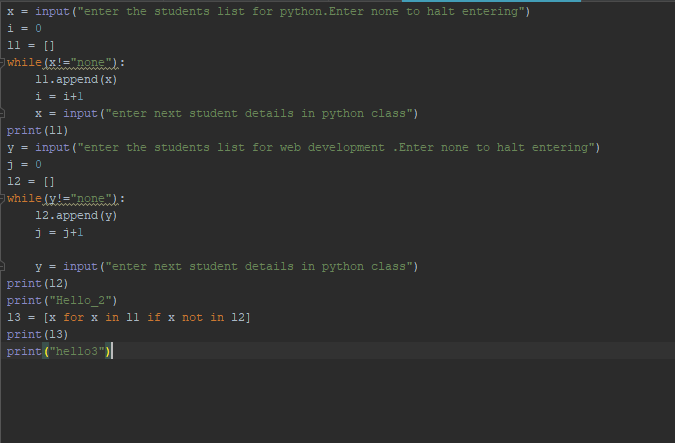 x = input("enter the students list for python.Enter none to halt entering")
i = 0
l1 = []
while(x!="none"):
    l1.append(x)
    i = i+1
    x = input("enter next student details in python class")
print(l1)
y = input("enter the students list for web development .Enter none to halt entering")
j = 0
l2 = []
while(y!="none"):
    l2.append(y)
    j = j+1
    y = input("enter next student details in python class")
print(l2)
print("Hello_2")
l3 = [x for x in l1 if x not in l2]
print(l3)
print("hello3")